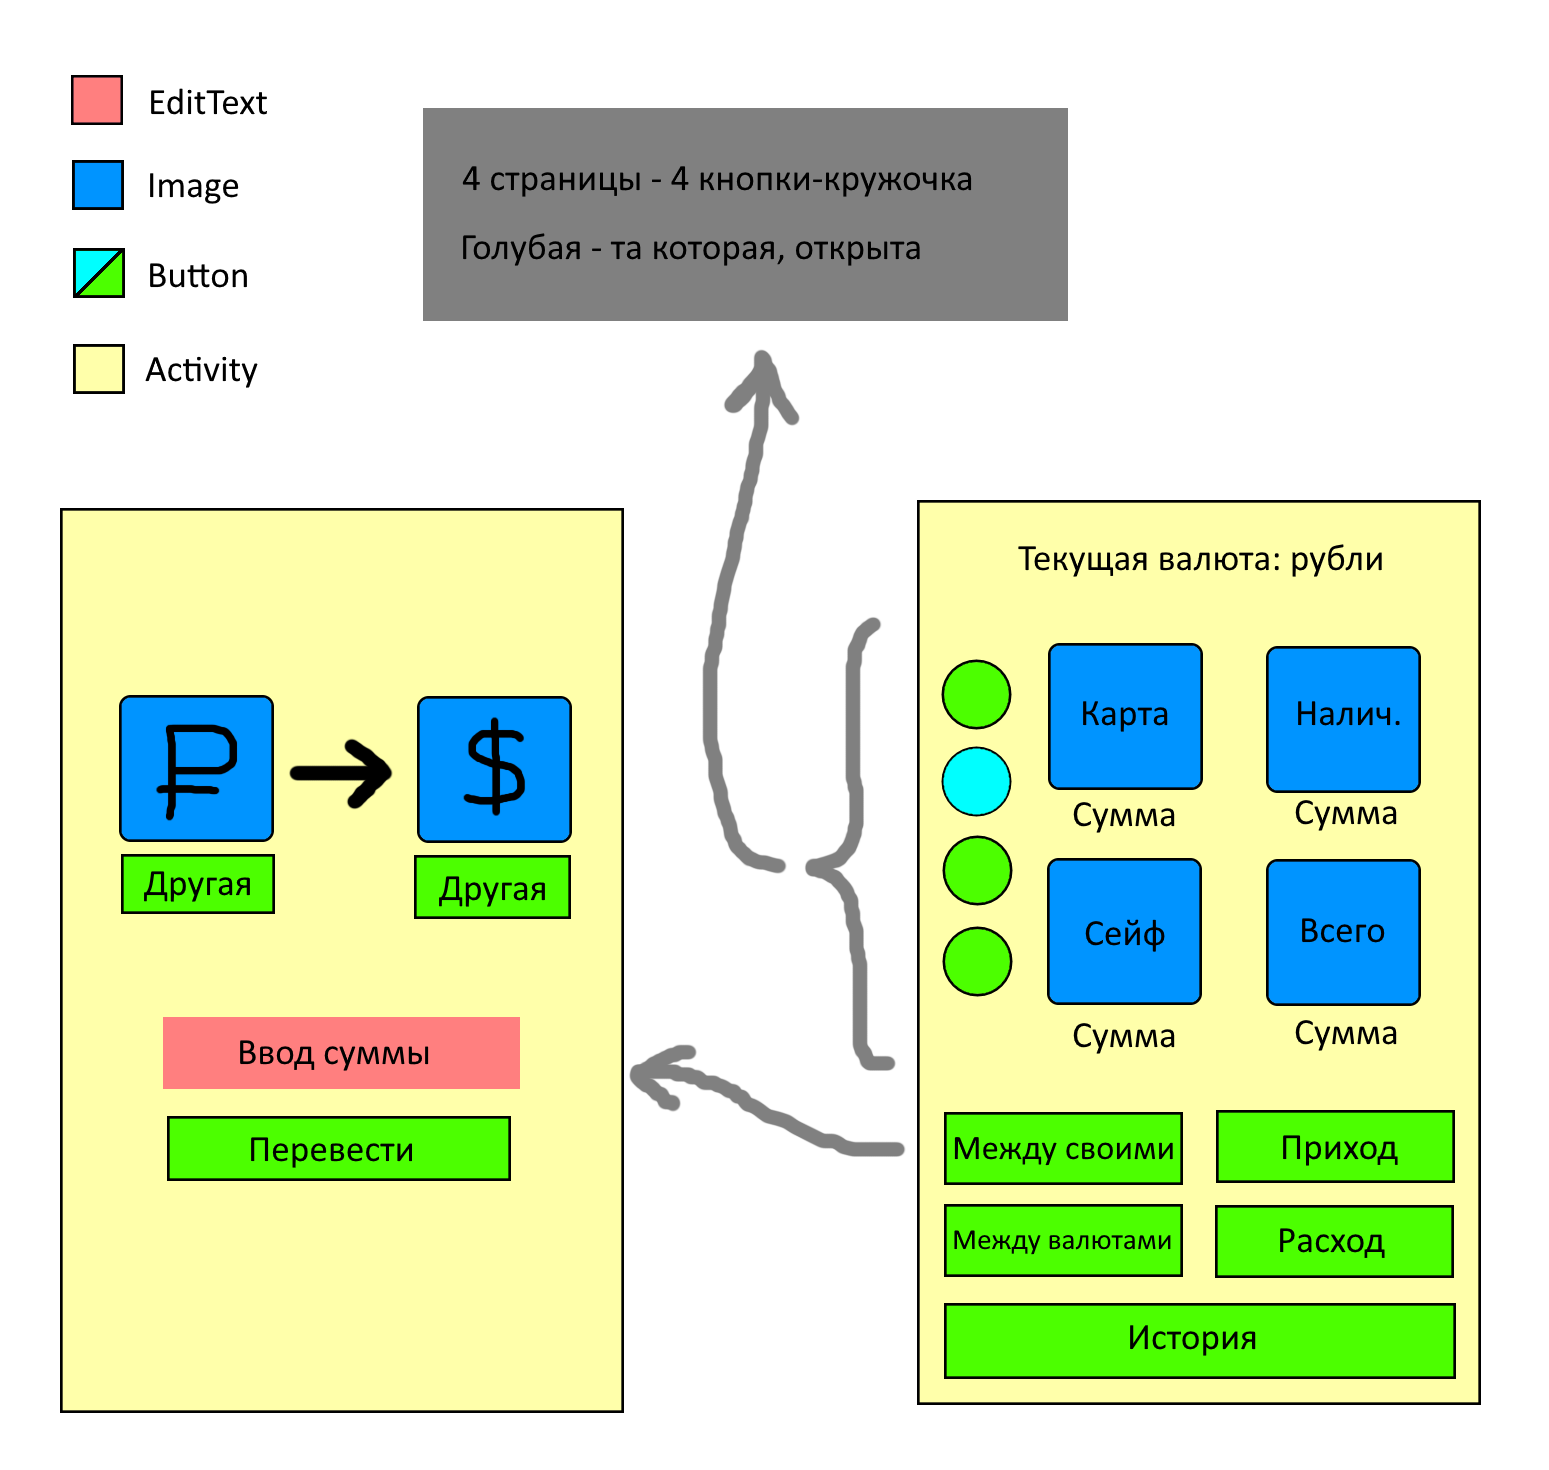 EditText
Image
Button
Activity
4 страницы - 4 кнопки-кружочка
Голубая - та которая, открыта
₽
$
Другая
Другая
Ввод суммы
Перевести
Текущая валюта: рубли
Карта
Налич.
Сумма
Сумма
Сейф
Всего
Сумма
Сумма
Между своими
Приход
Между валютами
Расход
История